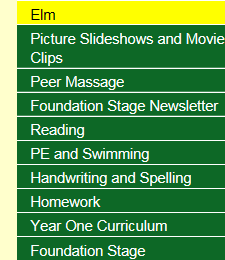 Elm
Picture Slideshows and Movie
Clips
Peer Massage
Foundation Stage Newsletter
Reading
PE and Swimming
Handwriting and Spelling
Homework
Year One Curriculum
Foundation Stage